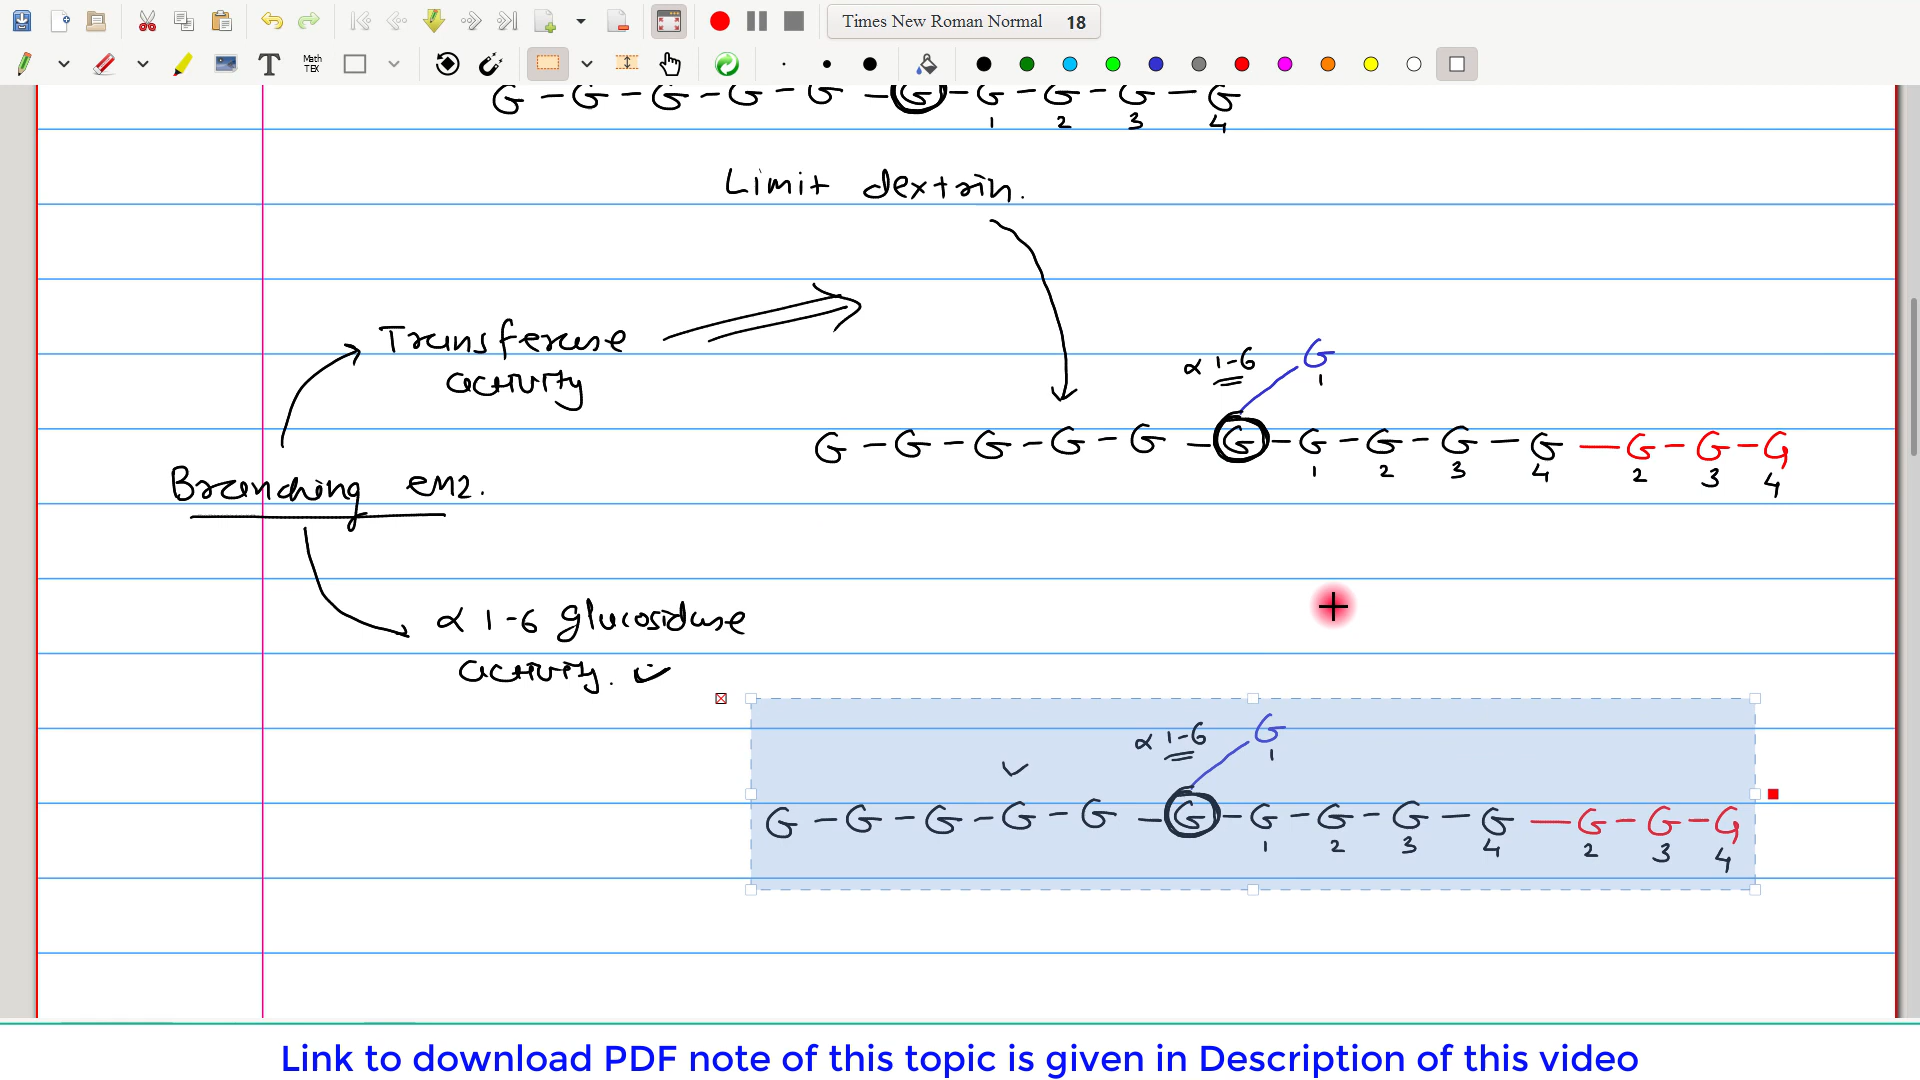 Times New Roman Normal 18
Math
TEX
G - G - G - G - G - G - G - G - G - G
1 2 3 4
Limit dextrin.
Transferase
activity
α 1-6 G
1
G - G - G - G - G - G - G - G - G - G - G - G - G
1 2 3 4 2 3 4
Branching enz.
α 1-6 glucosidase
activity.
α 1-6 G
1
G - G - G - G - G - G - G - G - G - G - G - G - G
1 2 3 4 2 3 4
Link to download PDF note of this topic is given in Description of this video